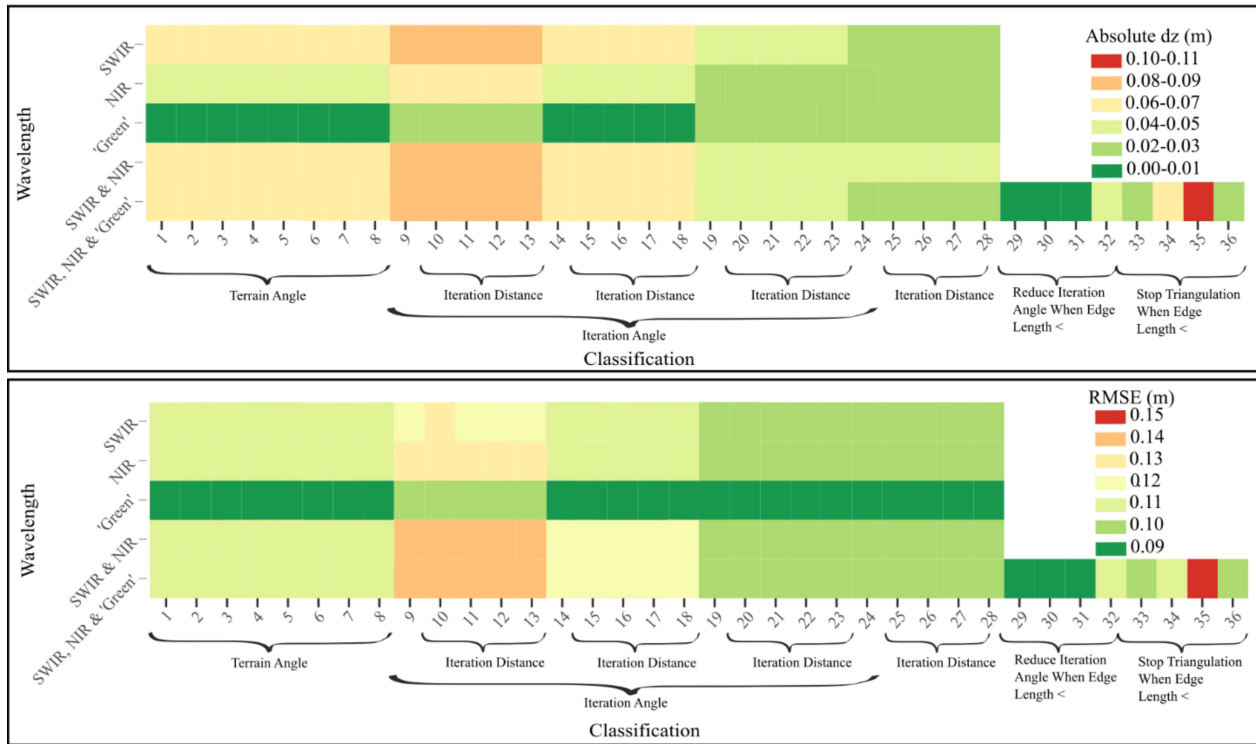 Absolute dz (m)
0.10-0.11
0.08-0.09
0.06-0.07
0.04-0.05
0.02-0.03
0.00-0.01
Wavelength
SWIR
NIR
'Green'
SWIR & NIR
SWIR, NIR & 'Green'
1 2 3 4 5 6 7 8 9 10 11 12 13 14 15 16 17 18 19 20 21 22 23 24 25 26 27 28 29 30 31 32 33 34 35 36
Terrain Angle
Iteration Distance
Iteration Distance
Iteration Distance
Iteration Distance
Reduce Iteration
Angle When Edge
Length <
Stop Triangulation
When Edge
Length <
Iteration Angle
Classification
RMSE (m)
0.15
0.14
0.13
0.12
0.11
0.10
0.09
Wavelength
SWIR
NIR
'Green'
SWIR & NIR
SWIR, NIR & 'Green'
1 2 3 4 5 6 7 8 9 10 11 12 13 14 15 16 17 18 19 20 21 22 23 24 25 26 27 28 29 30 31 32 33 34 35 36
Terrain Angle
Iteration Distance
Iteration Distance
Iteration Distance
Iteration Distance
Reduce Iteration
Angle When Edge
Length <
Stop Triangulation
When Edge
Length <
Iteration Angle
Classification